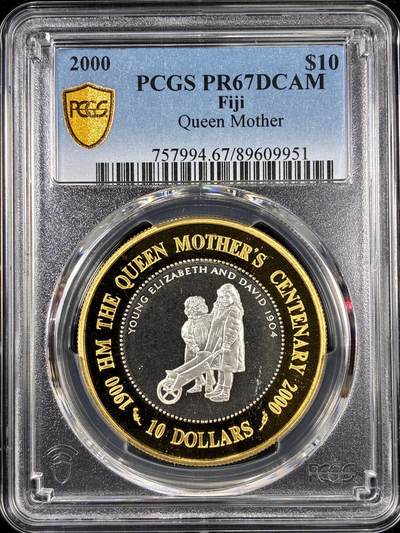 2000 $10
PCGS PR67DCAM
Fiji
Queen Mother
PCGS
757994.67/89609951
1900 HM THE QUEEN MOTHER'S CENTENARY 2000
YOUNG ELIZABETH AND DAVID 1904
10 DOLLARS
PCGS